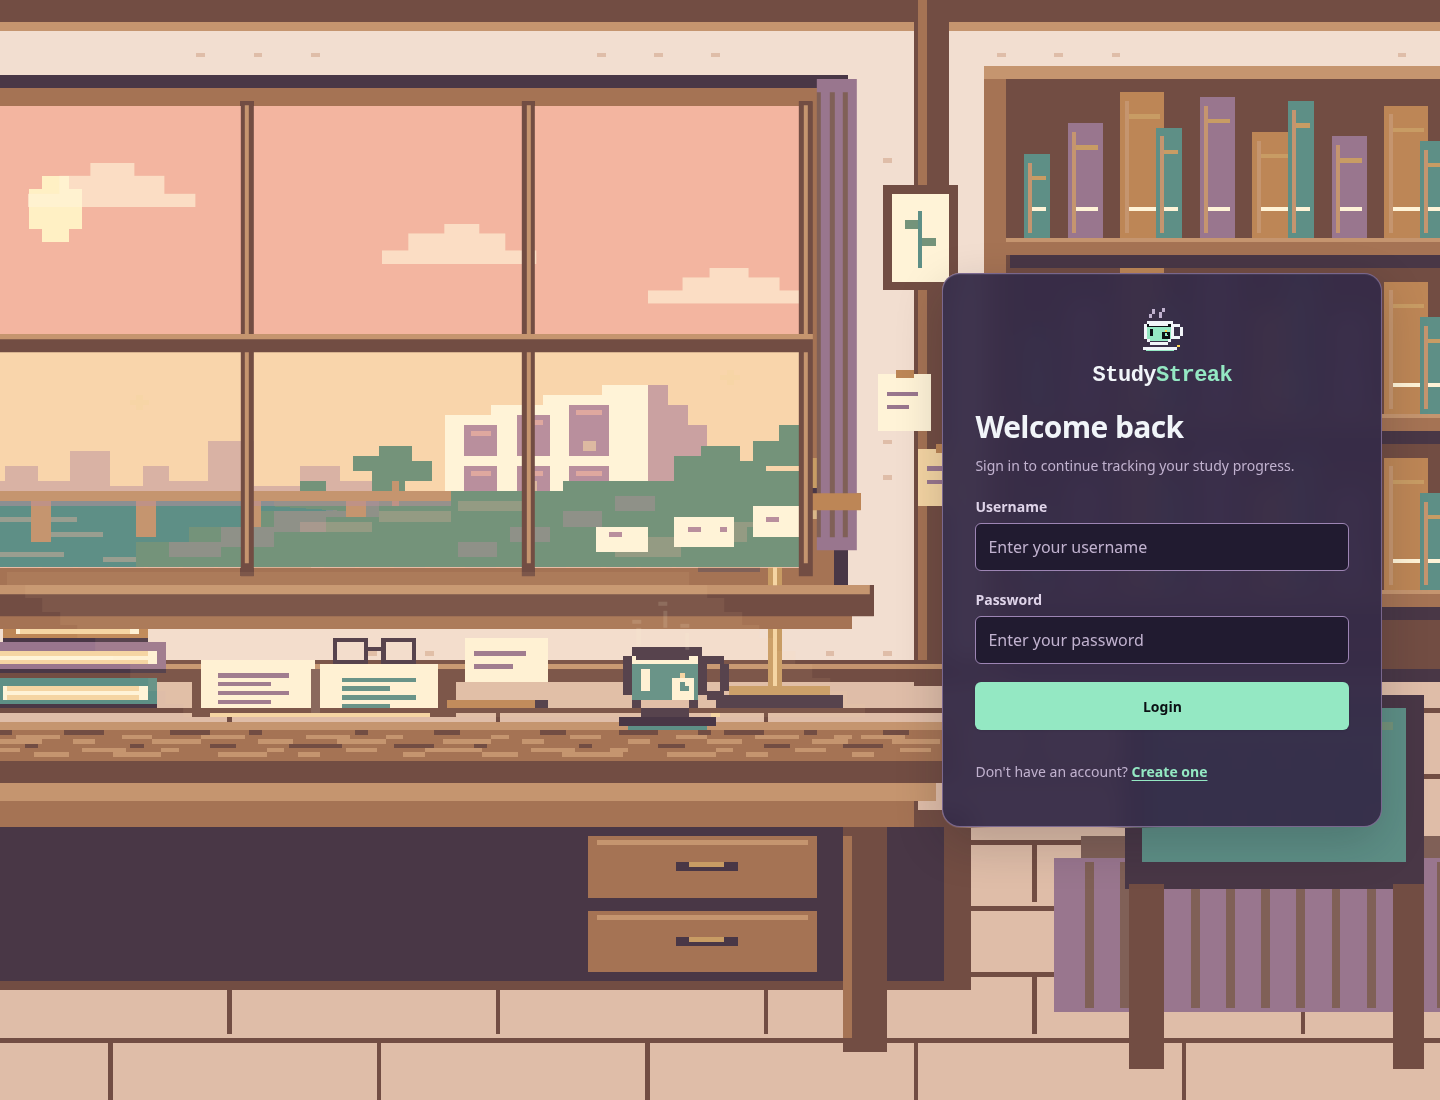 StudyStreak
Welcome back
Sign in to continue tracking your study progress.
Username
Enter your username
Password
Enter your password
Login
Don't have an account? Create one